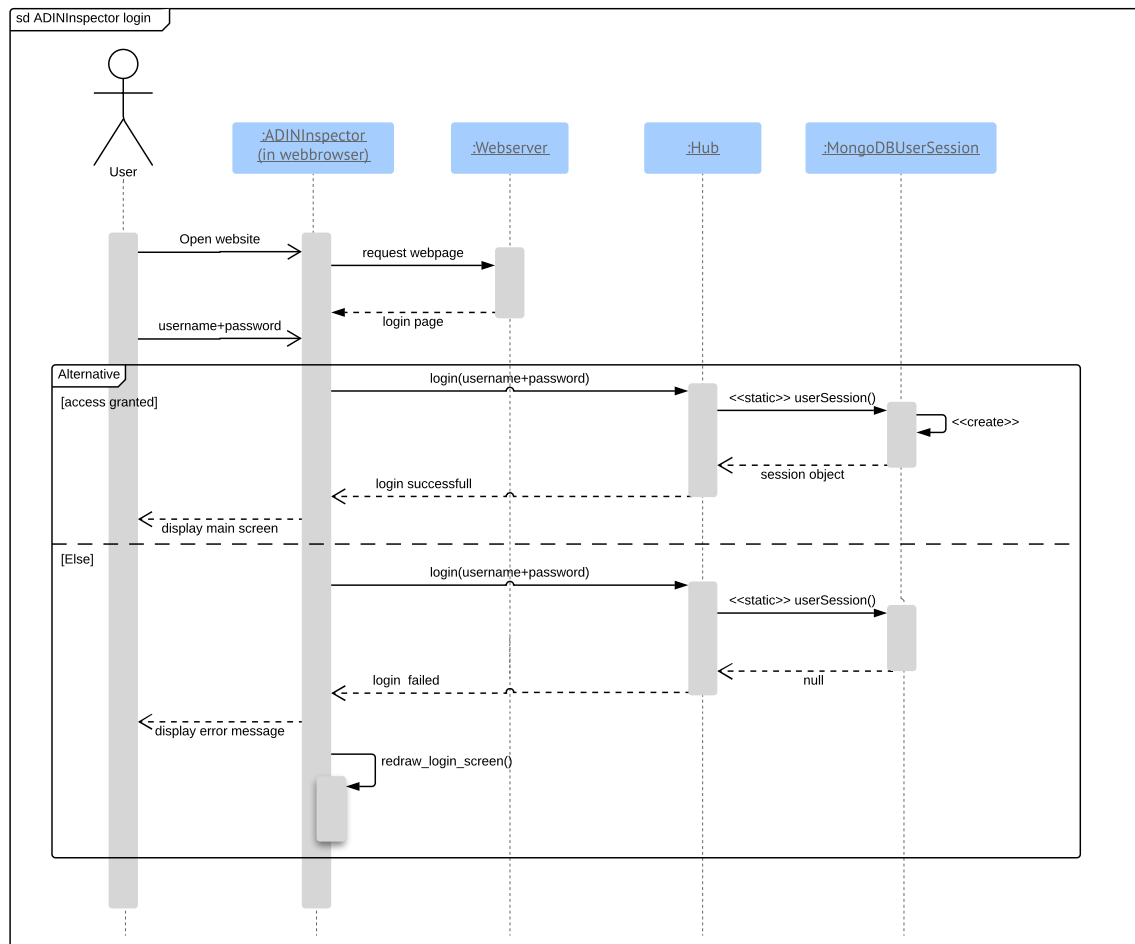 sd ADINInspector login
User
:ADINInspector
(in webbrowser)
:Webserver
:Hub
:MongoDBUserSession
Open website
request webpage
login page
username+password
Alternative
[access granted]
login(username+password)
<<static>> userSession()
<<create>>
session object
login successfull
display main screen
[Else]
login(username+password)
<<static>> userSession()
null
login  failed
display error message
redraw_login_screen()